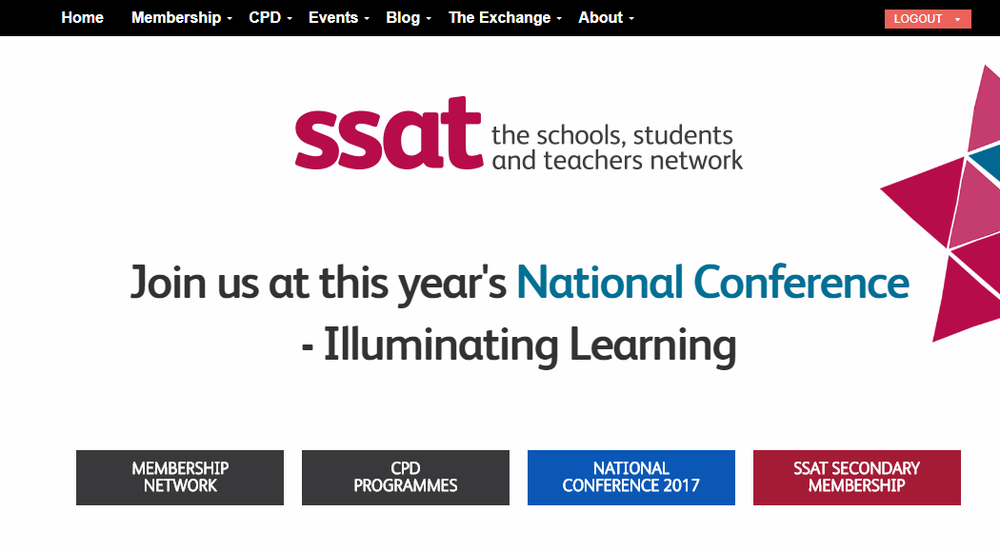 Home Membership CPD Events Blog The Exchange About LOGOUT
ssat the schools, students
and teachers network
Join us at this year's National Conference
- Illuminating Learning
MEMBERSHIP
NETWORK
CPD
PROGRAMMES
NATIONAL
CONFERENCE 2017
SSAT SECONDARY
MEMBERSHIP